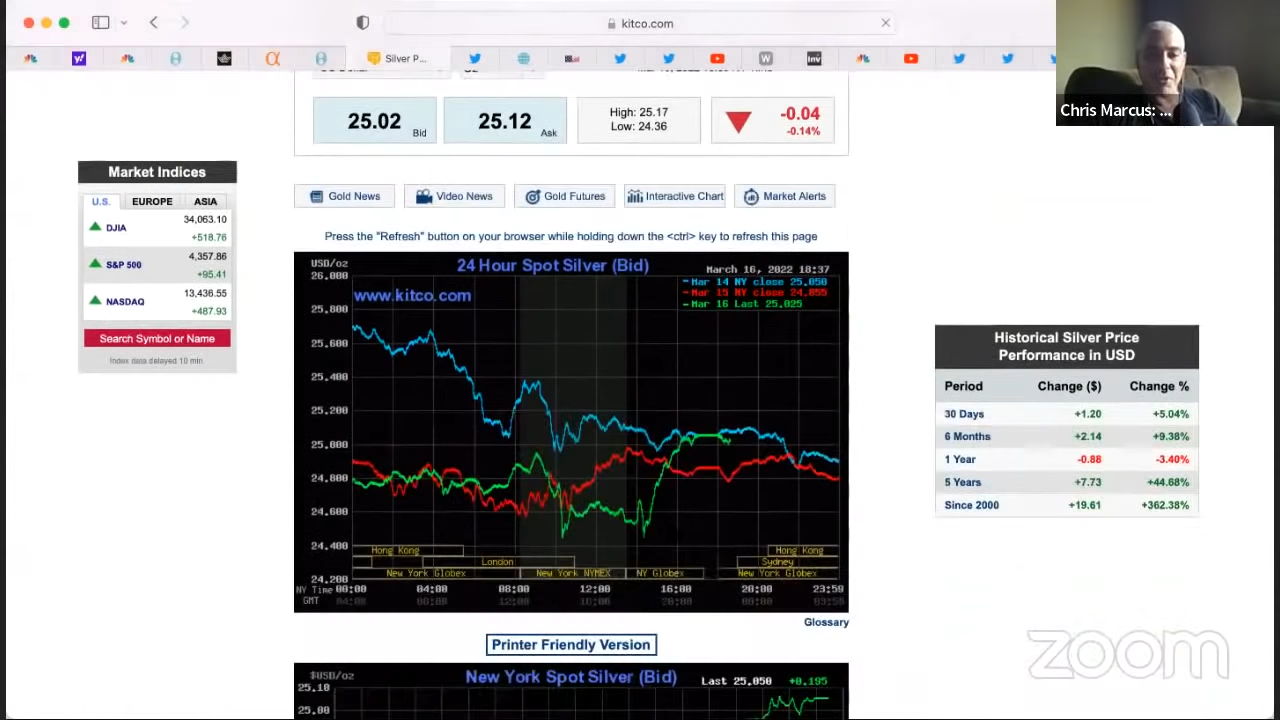 kitco.com
Silver P...
25.02 Bid
25.12 Ask
High: 25.17
Low: 24.36
-0.04
-0.14%
Chris Marcus: ...
Market Indices
U.S. EUROPE ASIA
DJIA 34,063.10
+518.76
S&P 500 4,357.86
+95.41
NASDAQ 13,436.55
+487.93
Search Symbol or Name
Index data delayed 10 min.
Gold News
Video News
Gold Futures
Interactive Chart
Market Alerts
Press the "Refresh" button on your browser while holding down the <ctrl> key to refresh this page
USD/oz
24 Hour Spot Silver (Bid)
March 16, 2022 18:37
www.kitco.com
Mar 14 NY close 25.050
Mar 15 NY close 24.855
Mar 16 Last 25.025
26.000
25.800
25.600
25.400
25.200
25.000
24.800
24.600
24.400
24.200
Hong Kong Hong Kong
London Sydney
New York Globex New York NYMEX NY Globex New York Globex
NY Time 00:00 04:00 08:00 12:00 16:00 20:00 23:59
GMT
Glossary
Printer Friendly Version
$USD/oz
New York Spot Silver (Bid)
Last 25.050 +0.195
25.10
25.00
Historical Silver Price
Performance in USD
Period Change ($) Change %
30 Days +1.20 +5.04%
6 Months +2.14 +9.38%
1 Year -0.88 -3.40%
5 Years +7.73 +44.68%
Since 2000 +19.61 +362.38%
zoom